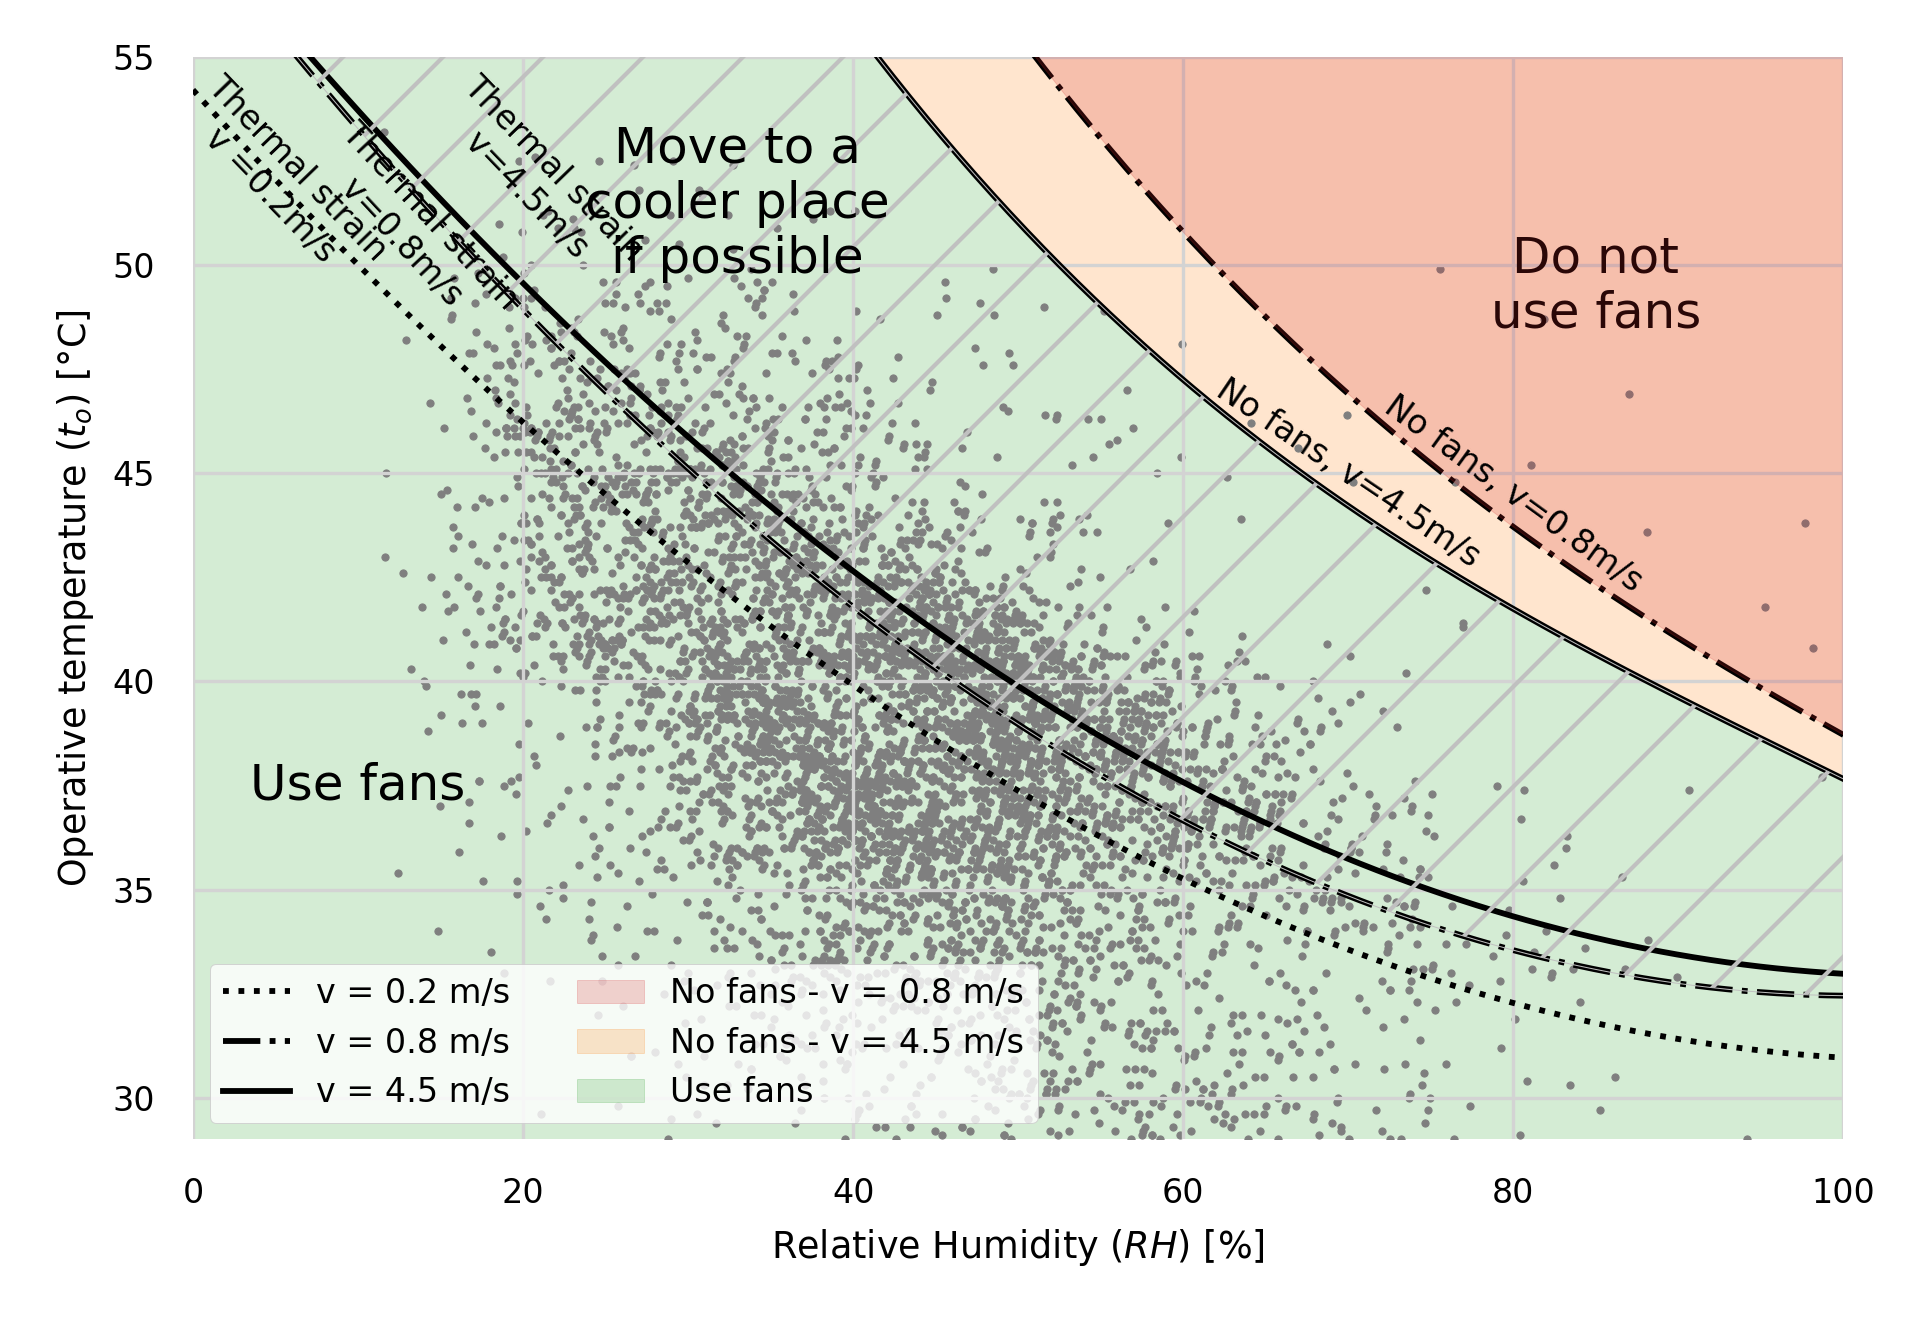 55
50
45
40
35
30
Operative temperature (to) [°C]
Thermal strain
v =0.2m/s
Thermal strain
v=0.8m/s
Thermal strain
v=4.5m/s
Move to a
cooler place
if possible
Do not
use fans
No fans, v=4.5m/s
No fans, v=0.8m/s
Use fans
v = 0.2 m/s
v = 0.8 m/s
v = 4.5 m/s
No fans - v = 0.8 m/s
No fans - v = 4.5 m/s
Use fans
0 20 40 60 80 100
Relative Humidity (RH) [%]